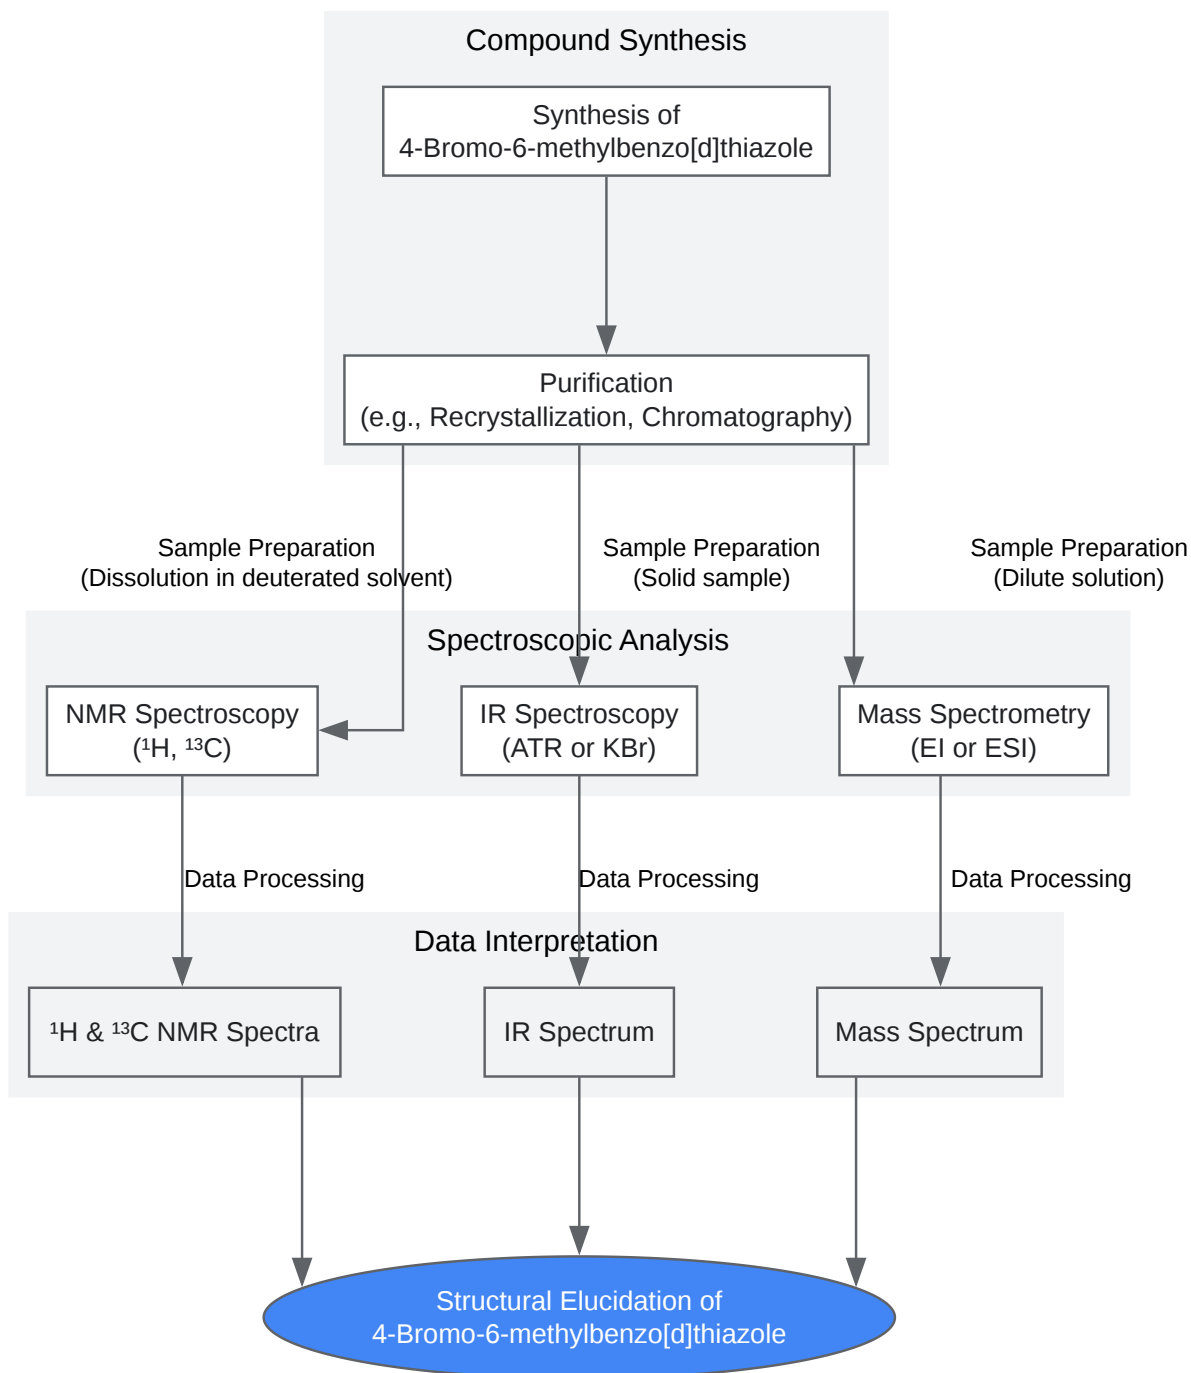 Compound Synthesis
Synthesis of
4-Bromo-6-methylbenzo[d]thiazole
Purification
(e.g., Recrystallization, Chromatography)
Sample Preparation
(Dissolution in deuterated solvent)
Sample Preparation
(Solid sample)
Sample Preparation
(Dilute solution)
Spectroscopic Analysis
NMR Spectroscopy
(¹H, ¹³C)
IR Spectroscopy
(ATR or KBr)
Mass Spectrometry
(EI or ESI)
Data Processing
Data Processing
Data Processing
Data Interpretation
¹H & ¹³C NMR Spectra
IR Spectrum
Mass Spectrum
Structural Elucidation of
4-Bromo-6-methylbenzo[d]thiazole